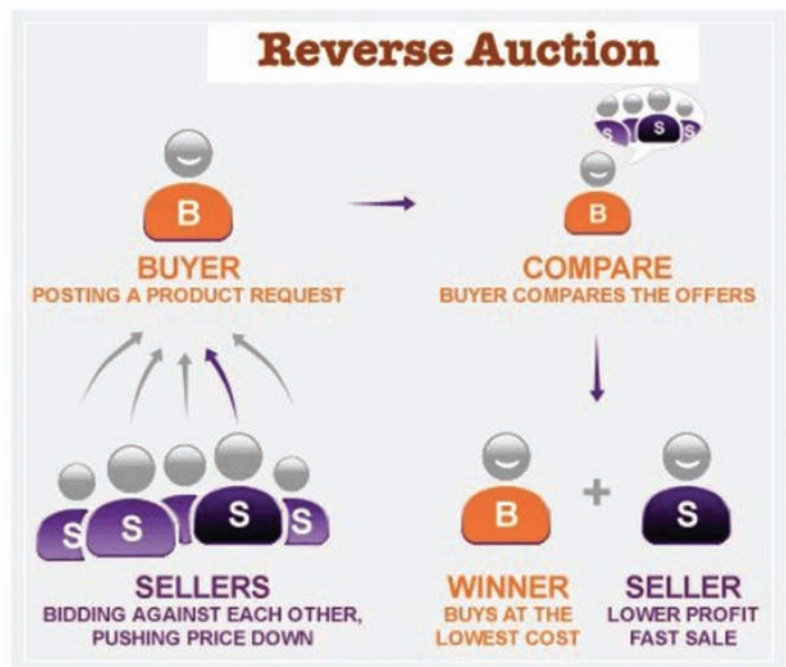 Reverse Auction
S S S
B
BUYER
POSTING A PRODUCT REQUEST
B
COMPARE
BUYER COMPARES THE OFFERS
S S S S
SELLERS
BIDDING AGAINST EACH OTHER,
PUSHING PRICE DOWN
B + S
WINNER
BUYS AT THE
LOWEST COST
SELLER
LOWER PROFIT
FAST SALE